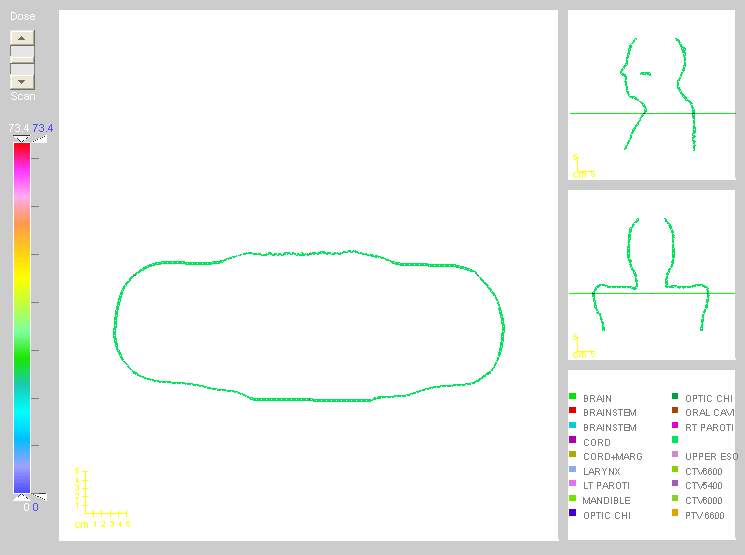 Dose
Scan
73.4 73.4
0 0
5
4
3
2
1
cm 1 2 3 4 5
5
cm 5
5
cm 5
BRAIN
BRAINSTEM
BRAINSTEM
CORD
CORD+MARG
LARYNX
LT PAROTI
MANDIBLE
OPTIC CHI
OPTIC CHI
ORAL CAVI
RT PAROTI
UPPER ESO
CTV6600
CTV5400
CTV6000
PTV6600